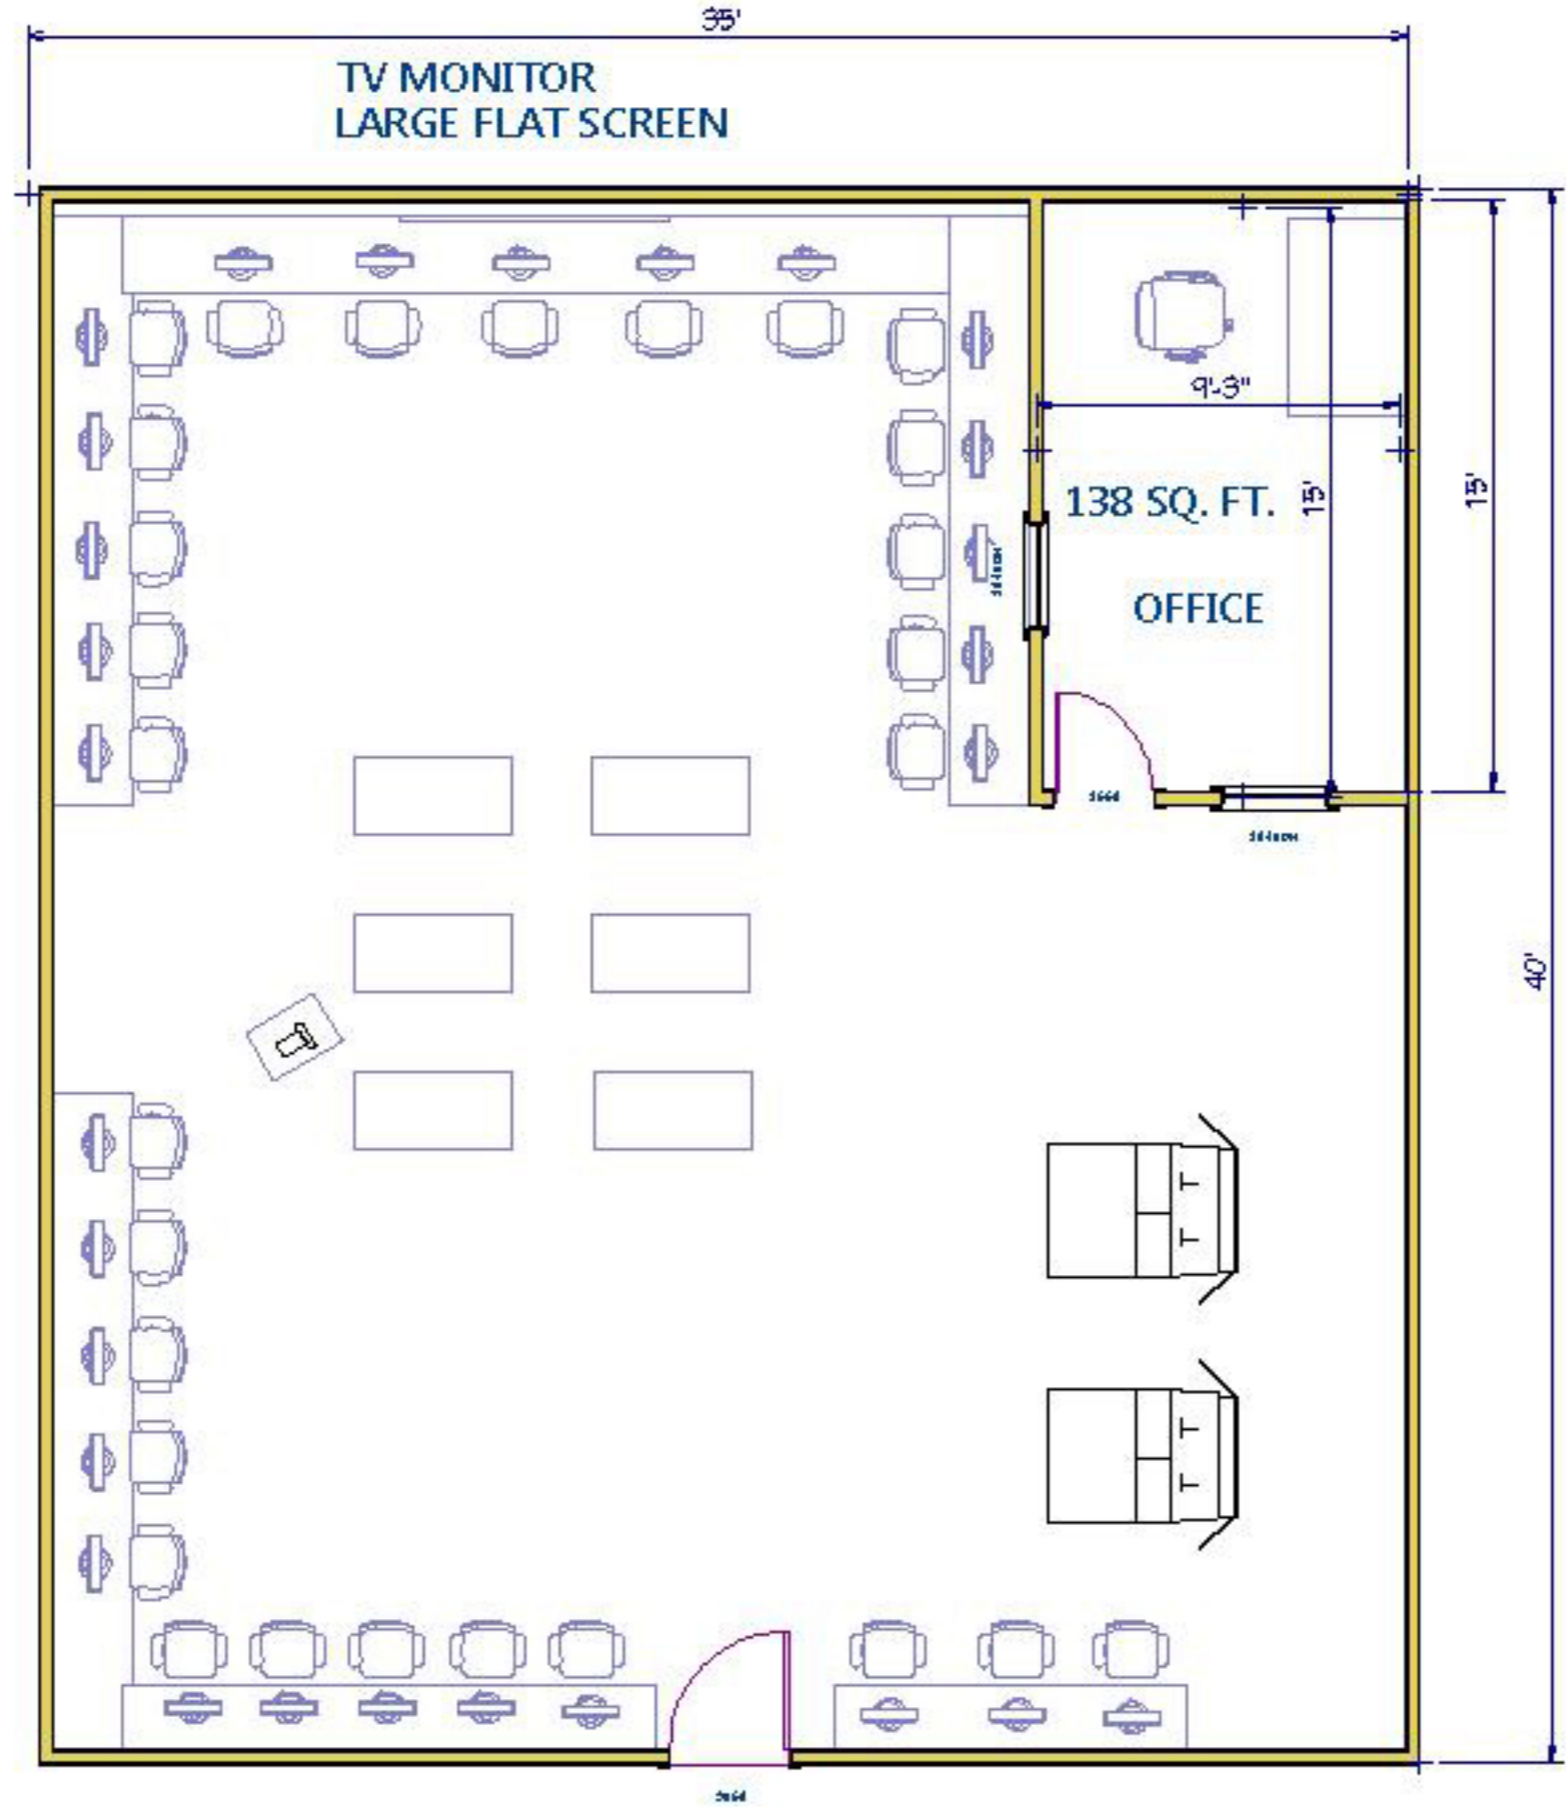 35'
TV MONITOR
LARGE FLAT SCREEN
9'-3"
138 SQ. FT.
15'
15'
OFFICE
40'
T
T
T
T